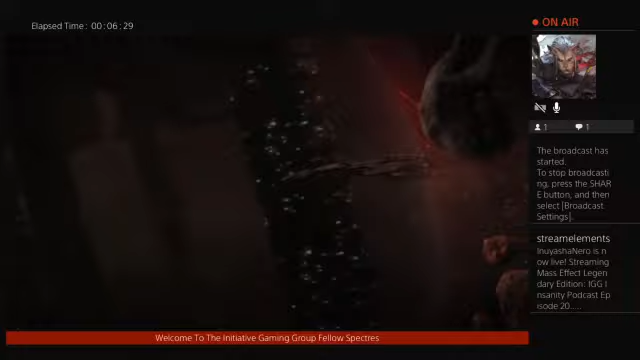 Elapsed Time : 00:06:29
ON AIR
1
1
The broadcast has
started.
To stop broadcasti
ng, press the SHAR
E button, and then
select [Broadcast
Settings].
streamelements
InuyashaNero is n
ow live! Streaming
Mass Effect Legen
dary Edition: IGG I
nsanity Podcast Ep
isode 20.....
Welcome To The Initiative Gaming Group Fellow Spectres